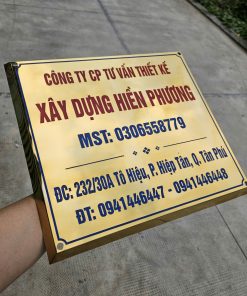 CÔNG TY CP TƯ VẤN THIẾT KẾ
XÂY DỰNG HIỀN PHƯƠNG
MST: 0306558779
ĐC: 232/30A Tô Hiệu, P. Hiệp Tân, Q. Tân Phú
ĐT: 0941446447 - 0941446448